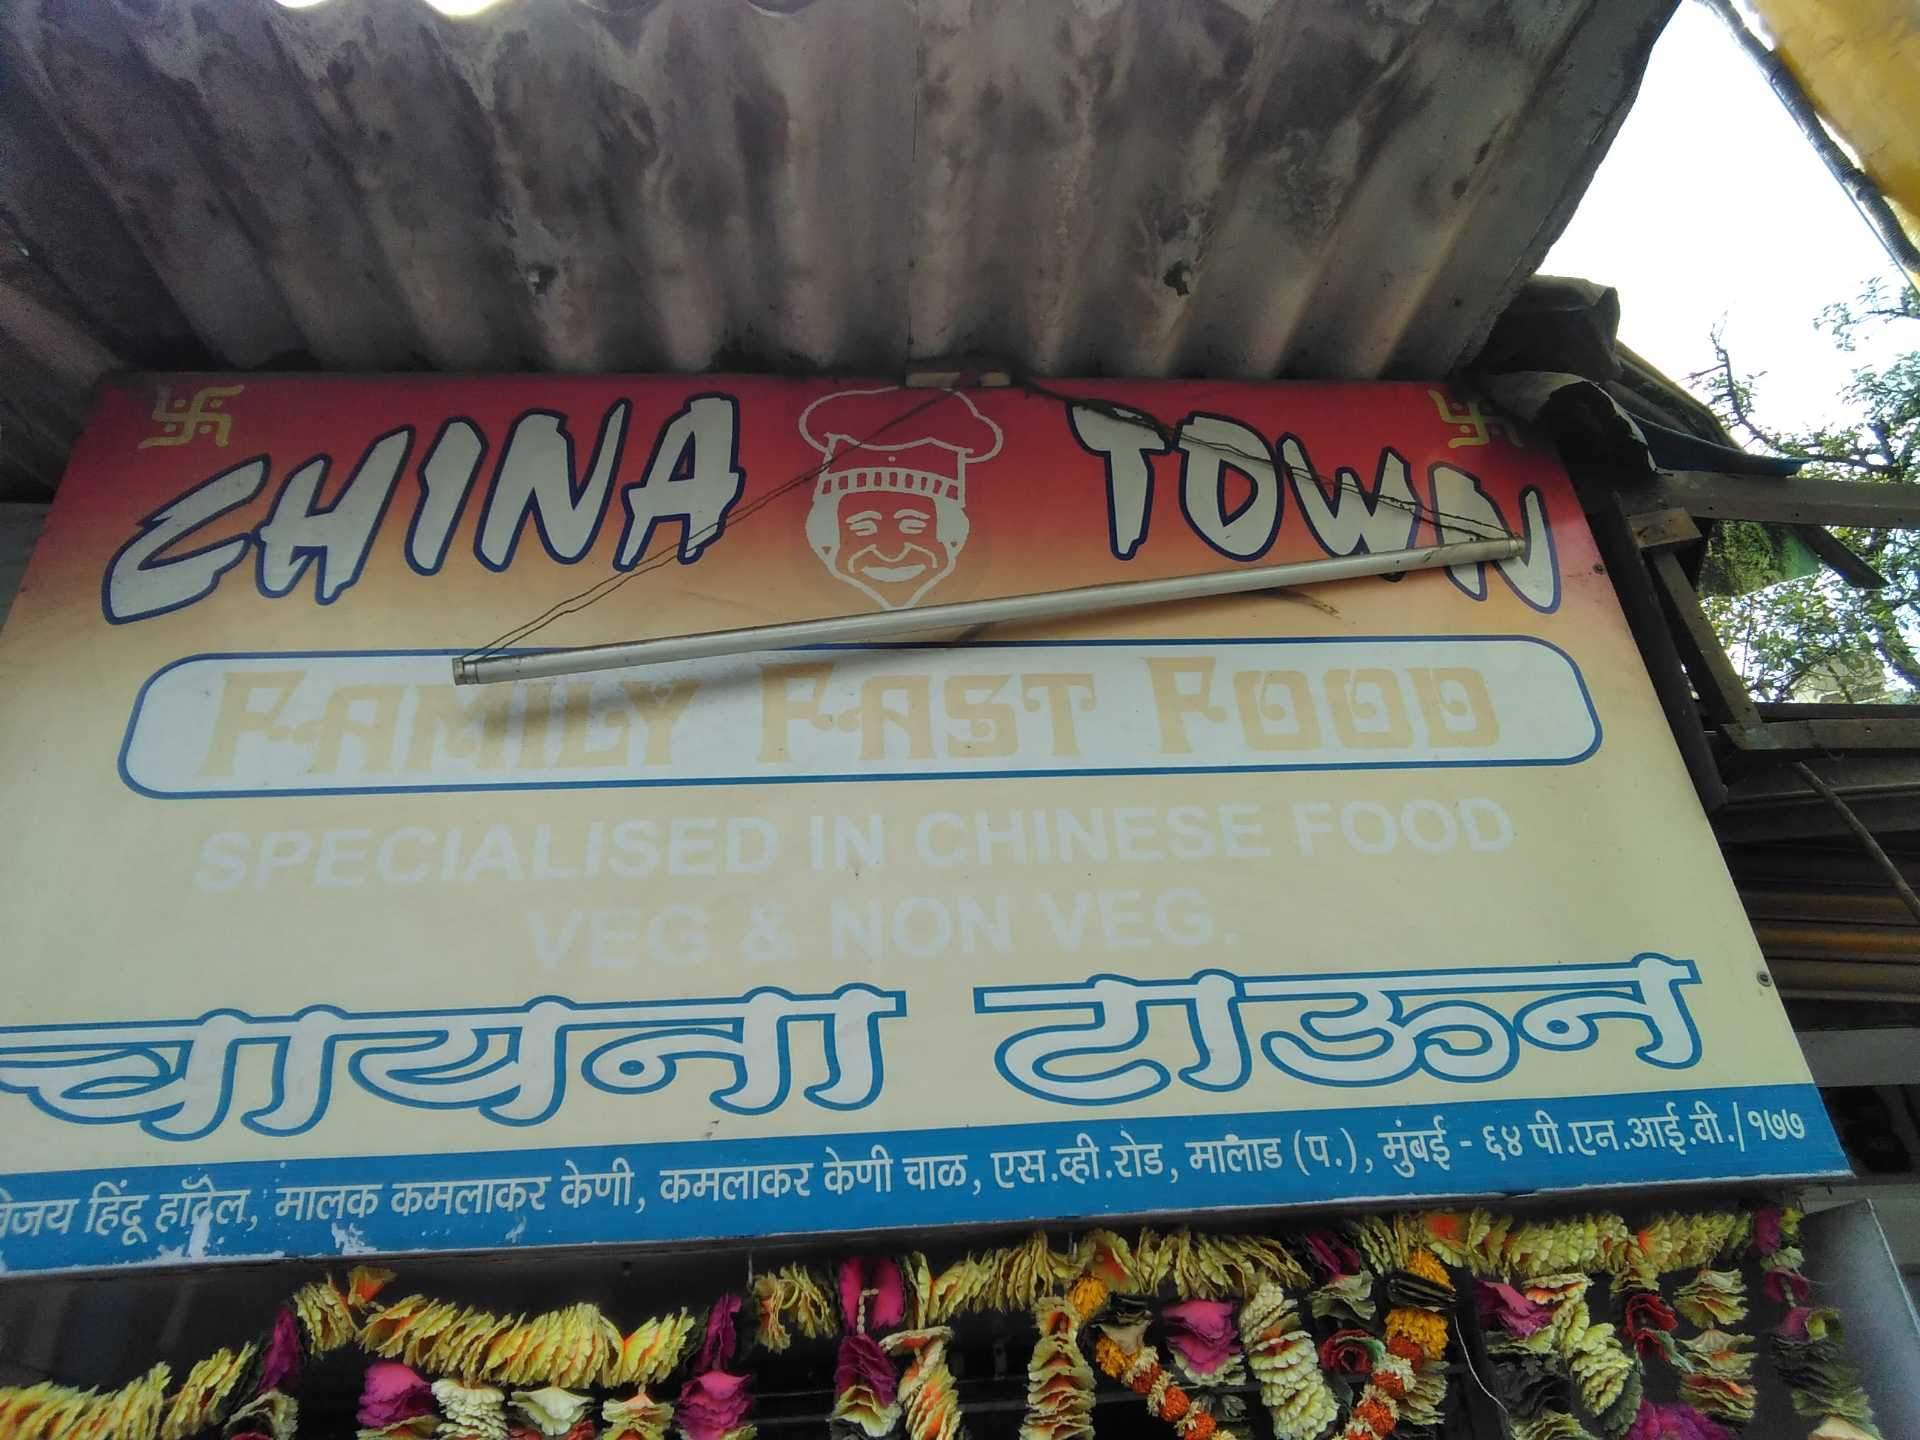 CHINA TOWN
FAMILY FAST FOOD
SPECIALISED IN CHINESE FOOD
VEG & NON VEG.
चायना टाऊन
विजय हिंदू हॉटेल, मालक कमलाकर केणी, कमलाकर केणी चाळ, एस.व्ही.रोड, मालाड (प.), मुंबई - ६४ पी.एन.आई.वी./१७७